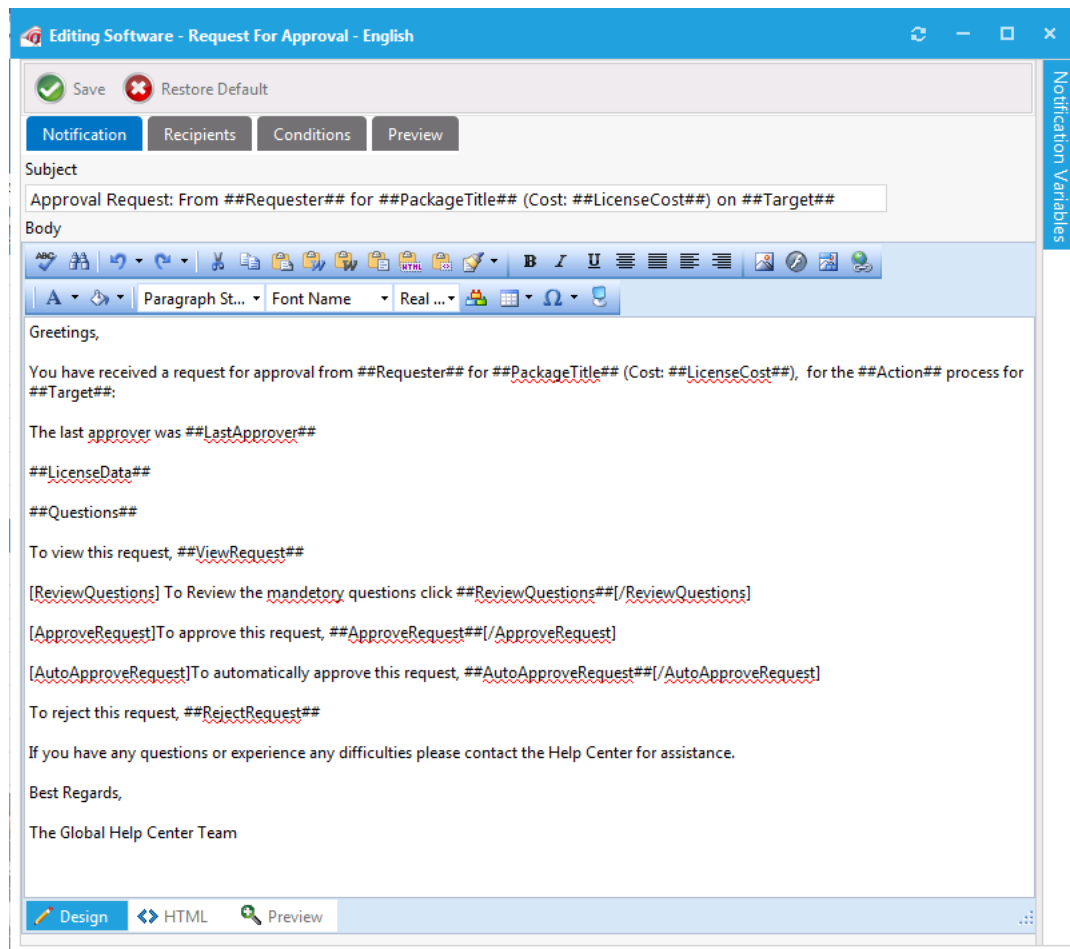 Editing Software - Request For Approval - English
Save Restore Default
Notification Recipients Conditions Preview
Notification Variables
Subject
Approval Request: From ##Requester## for ##PackageTitle## (Cost: ##LicenseCost##) on ##Target##
Body
ABC HTML B I U
A Paragraph St... Font Name Real ... Ω
Greetings,
You have received a request for approval from ##Requester## for ##PackageTitle## (Cost: ##LicenseCost##),  for the ##Action## process for
##Target##:
The last approver was ##LastApprover##
##LicenseData##
##Questions##
To view this request, ##ViewRequest##
[ReviewQuestions] To Review the mandetory questions click ##ReviewQuestions##[/ReviewQuestions]
[ApproveRequest]To approve this request, ##ApproveRequest##[/ApproveRequest]
[AutoApproveRequest]To automatically approve this request, ##AutoApproveRequest##[/AutoApproveRequest]
To reject this request, ##RejectRequest##
If you have any questions or experience any difficulties please contact the Help Center for assistance.
Best Regards,
The Global Help Center Team
Design HTML Preview